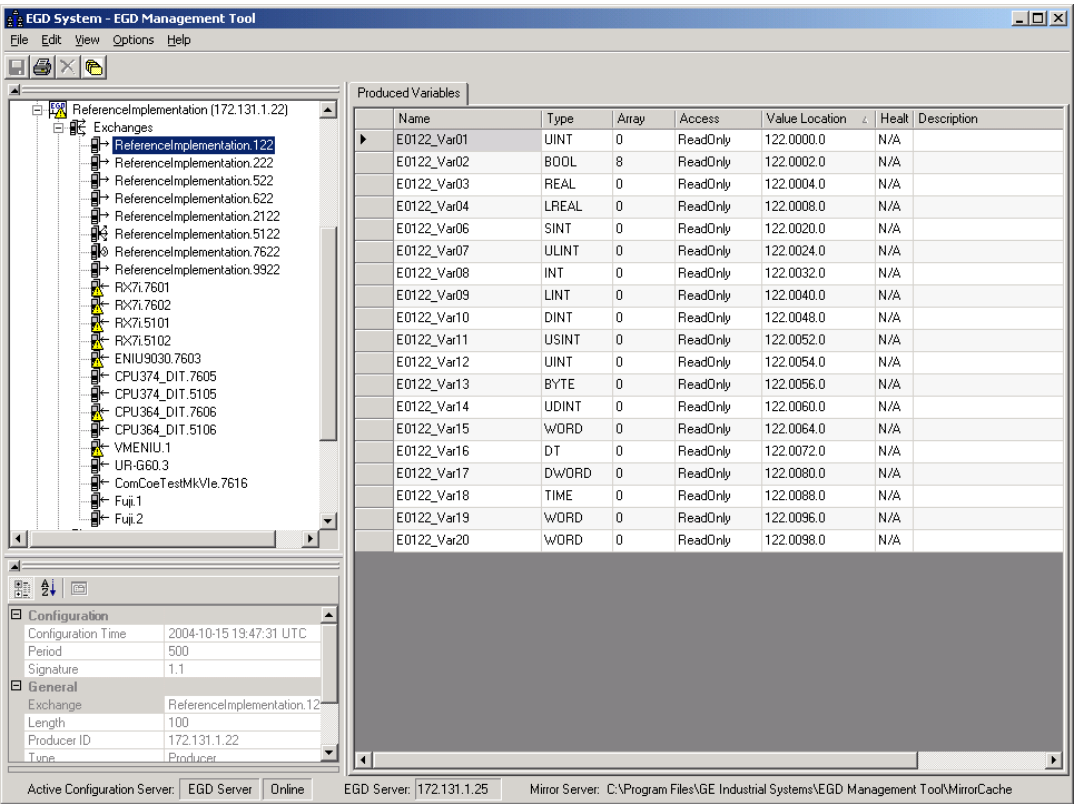 EGD System - EGD Management Tool
File Edit View Options Help
ReferenceImplementation (172.131.1.22)
Exchanges
ReferenceImplementation.122
ReferenceImplementation.222
ReferenceImplementation.522
ReferenceImplementation.622
ReferenceImplementation.2122
ReferenceImplementation.5122
ReferenceImplementation.7622
ReferenceImplementation.9922
RX7i.7601
RX7i.7602
RX7i.5101
RX7i.5102
ENIU9030.7603
CPU374_DIT.7605
CPU374_DIT.5105
CPU364_DIT.7606
CPU364_DIT.5106
VMENIU.1
UR-G60.3
ComCoeTestMkVIe.7616
Fuji.1
Fuji.2
Configuration
Configuration Time 2004-10-15 19:47:31 UTC
Period 500
Signature 1.1
General
Exchange ReferenceImplementation.12
Length 100
Producer ID 172.131.1.22
Type Producer
Produced Variables
Name Type Array Access Value Location Healt Description
E0122_Var01 UINT 0 ReadOnly 122.0000.0 N/A
E0122_Var02 BOOL 8 ReadOnly 122.0002.0 N/A
E0122_Var03 REAL 0 ReadOnly 122.0004.0 N/A
E0122_Var04 LREAL 0 ReadOnly 122.0008.0 N/A
E0122_Var06 SINT 0 ReadOnly 122.0020.0 N/A
E0122_Var07 ULINT 0 ReadOnly 122.0024.0 N/A
E0122_Var08 INT 0 ReadOnly 122.0032.0 N/A
E0122_Var09 LINT 0 ReadOnly 122.0040.0 N/A
E0122_Var10 DINT 0 ReadOnly 122.0048.0 N/A
E0122_Var11 USINT 0 ReadOnly 122.0052.0 N/A
E0122_Var12 UINT 0 ReadOnly 122.0054.0 N/A
E0122_Var13 BYTE 0 ReadOnly 122.0056.0 N/A
E0122_Var14 UDINT 0 ReadOnly 122.0060.0 N/A
E0122_Var15 WORD 0 ReadOnly 122.0064.0 N/A
E0122_Var16 DT 0 ReadOnly 122.0072.0 N/A
E0122_Var17 DWORD 0 ReadOnly 122.0080.0 N/A
E0122_Var18 TIME 0 ReadOnly 122.0088.0 N/A
E0122_Var19 WORD 0 ReadOnly 122.0096.0 N/A
E0122_Var20 WORD 0 ReadOnly 122.0098.0 N/A
Active Configuration Server: EGD Server Online EGD Server: 172.131.1.25 Mirror Server: C:\Program Files\GE Industrial Systems\EGD Management Tool\MirrorCache